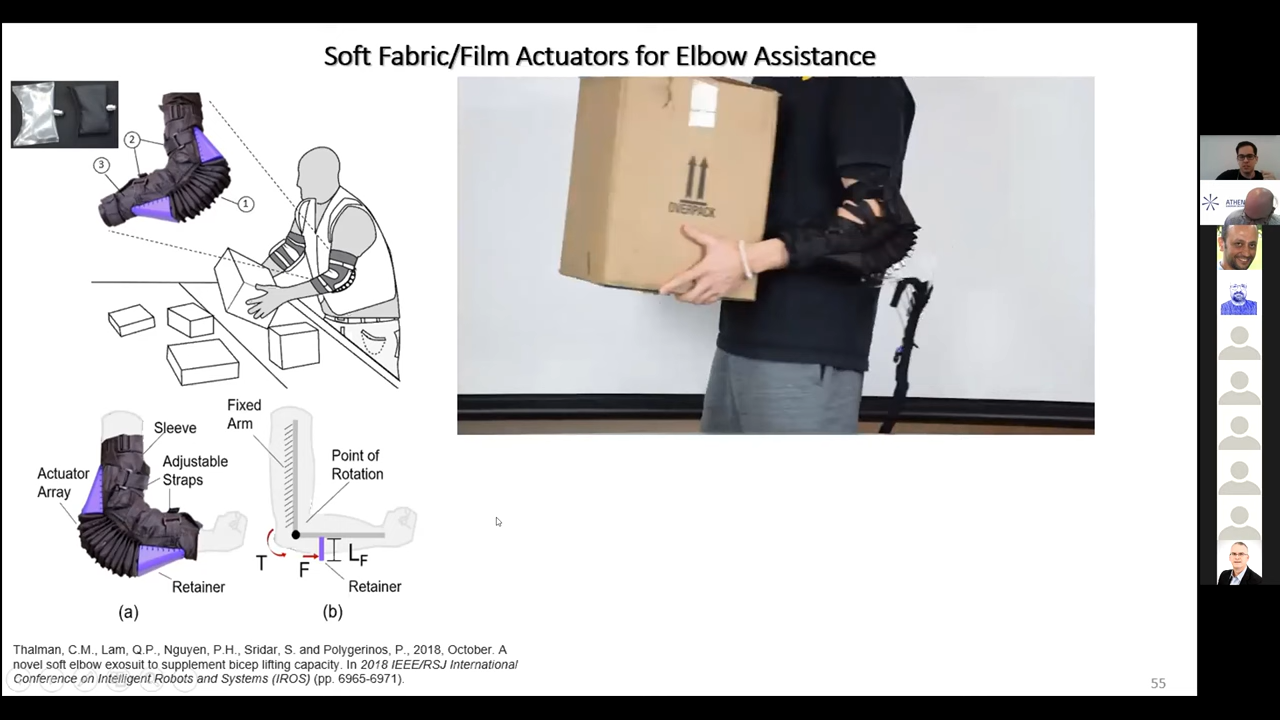 Soft Fabric/Film Actuators for Elbow Assistance
2
3
1
OVERPACK
Fixed
Arm
Sleeve
Point of
Rotation
Adjustable
Straps
Actuator
Array
T
F
LF
Retainer
Retainer
(a)
(b)
Thalman, C.M., Lam, Q.P., Nguyen, P.H., Sridar, S. and Polygerinos, P., 2018, October. A
novel soft elbow exosuit to supplement bicep lifting capacity. In 2018 IEEE/RSJ International
Conference on Intelligent Robots and Systems (IROS) (pp. 6965-6971).
55